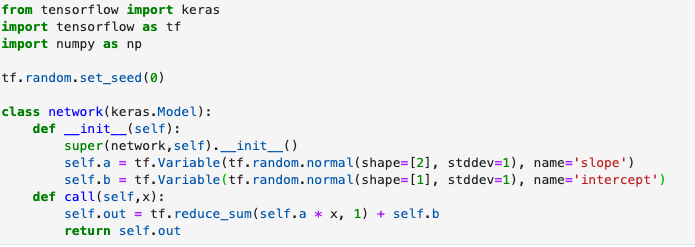 from tensorflow import keras
import tensorflow as tf
import numpy as np
tf.random.set_seed(0)
class network(keras.Model):
    def __init__(self):
        super(network,self).__init__()
        self.a = tf.Variable(tf.random.normal(shape=[2], stddev=1), name='slope')
        self.b = tf.Variable(tf.random.normal(shape=[1], stddev=1), name='intercept')
    def call(self,x):
        self.out = tf.reduce_sum(self.a * x, 1) + self.b
        return self.out